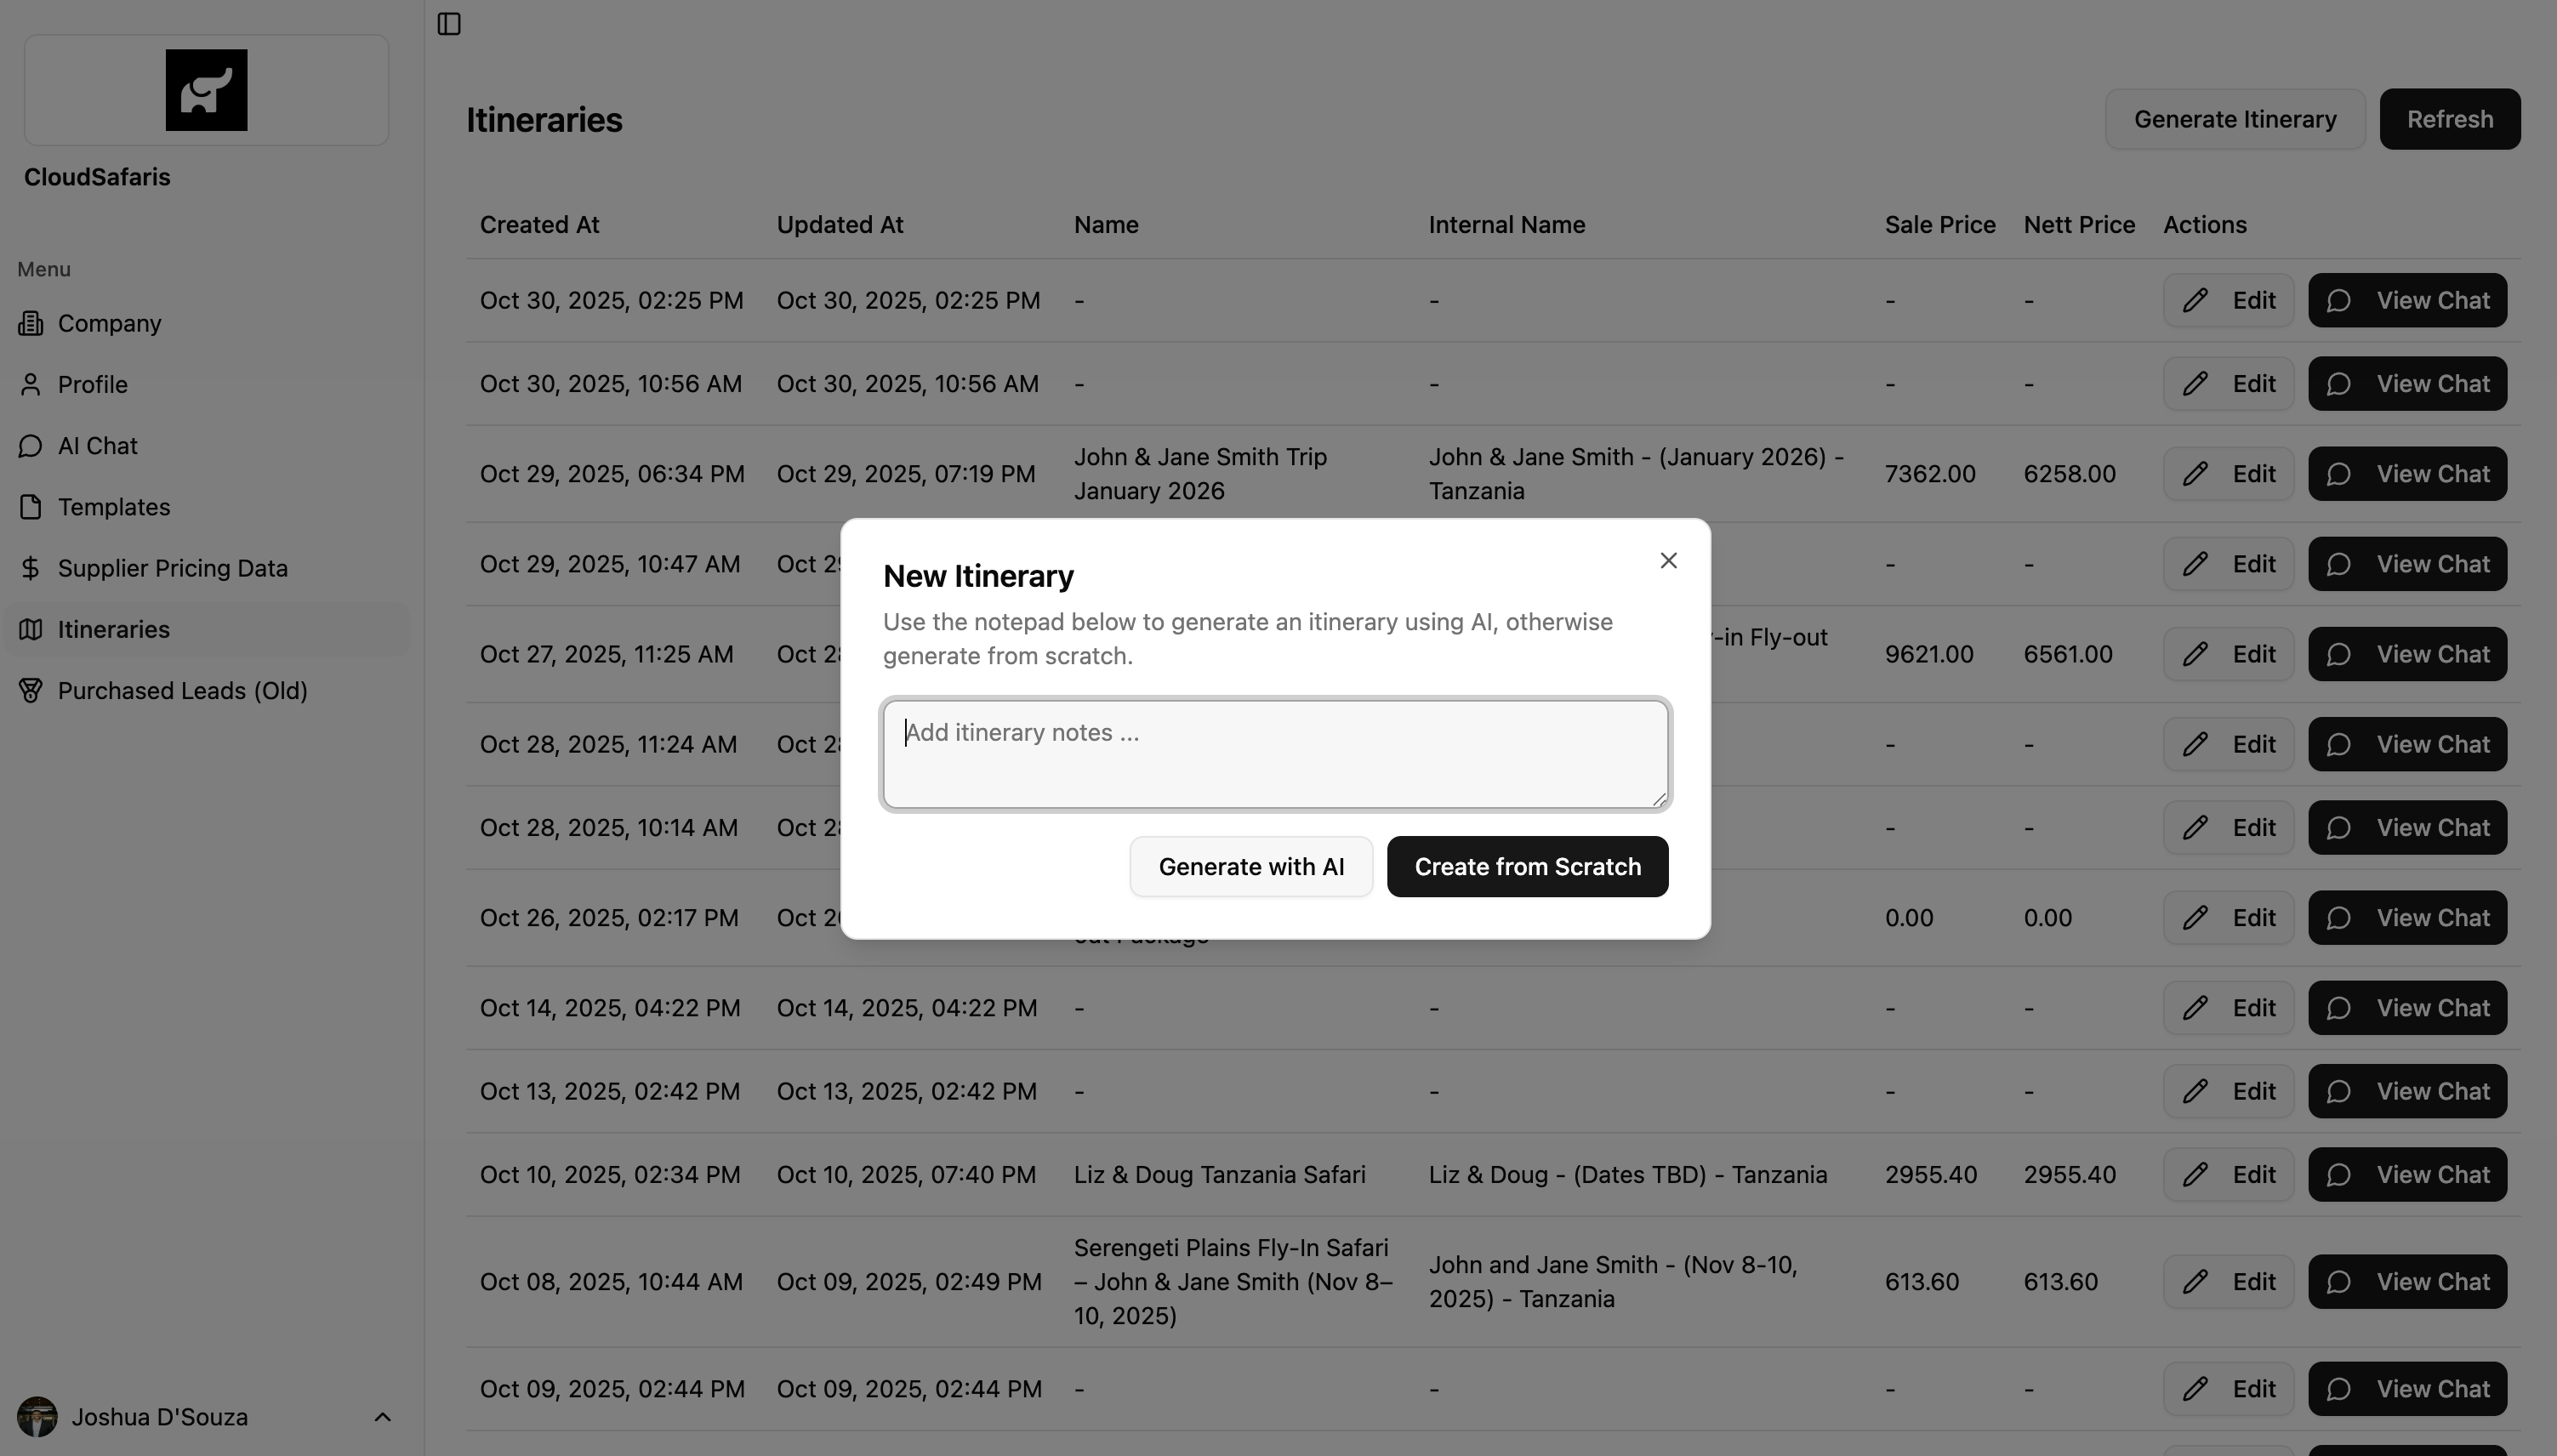 CloudSafaris
Menu
Company
Profile
AI Chat
Templates
Supplier Pricing Data
Itineraries
Purchased Leads (Old)
Joshua D'Souza
Itineraries
Generate Itinerary
Refresh
Created At Updated At Name Internal Name Sale Price Nett Price Actions
Oct 30, 2025, 02:25 PM Oct 30, 2025, 02:25 PM - - - - Edit View Chat
Oct 30, 2025, 10:56 AM Oct 30, 2025, 10:56 AM - - - - Edit View Chat
John & Jane Smith Trip John & Jane Smith - (January 2026) -
Oct 29, 2025, 06:34 PM Oct 29, 2025, 07:19 PM 7362.00 6258.00 Edit View Chat
January 2026 Tanzania
Oct 29, 2025, 10:47 AM Oct - - Edit View Chat
-in Fly-out
Oct 27, 2025, 11:25 AM Oct 9621.00 6561.00 Edit View Chat
Oct 28, 2025, 11:24 AM Oct - - Edit View Chat
Oct 28, 2025, 10:14 AM Oct - - Edit View Chat
Oct 26, 2025, 02:17 PM Oct 0.00 0.00 Edit View Chat
Oct 14, 2025, 04:22 PM Oct 14, 2025, 04:22 PM - - - - Edit View Chat
Oct 13, 2025, 02:42 PM Oct 13, 2025, 02:42 PM - - - - Edit View Chat
Oct 10, 2025, 02:34 PM Oct 10, 2025, 07:40 PM Liz & Doug Tanzania Safari Liz & Doug - (Dates TBD) - Tanzania 2955.40 2955.40 Edit View Chat
Serengeti Plains Fly-In Safari
John and Jane Smith - (Nov 8-10,
Oct 08, 2025, 10:44 AM Oct 09, 2025, 02:49 PM – John & Jane Smith (Nov 8– 613.60 613.60 Edit View Chat
2025) - Tanzania
10, 2025)
Oct 09, 2025, 02:44 PM Oct 09, 2025, 02:44 PM - - - - Edit View Chat
New Itinerary
Use the notepad below to generate an itinerary using AI, otherwise
generate from scratch.
Add itinerary notes ...
Generate with AI
Create from Scratch